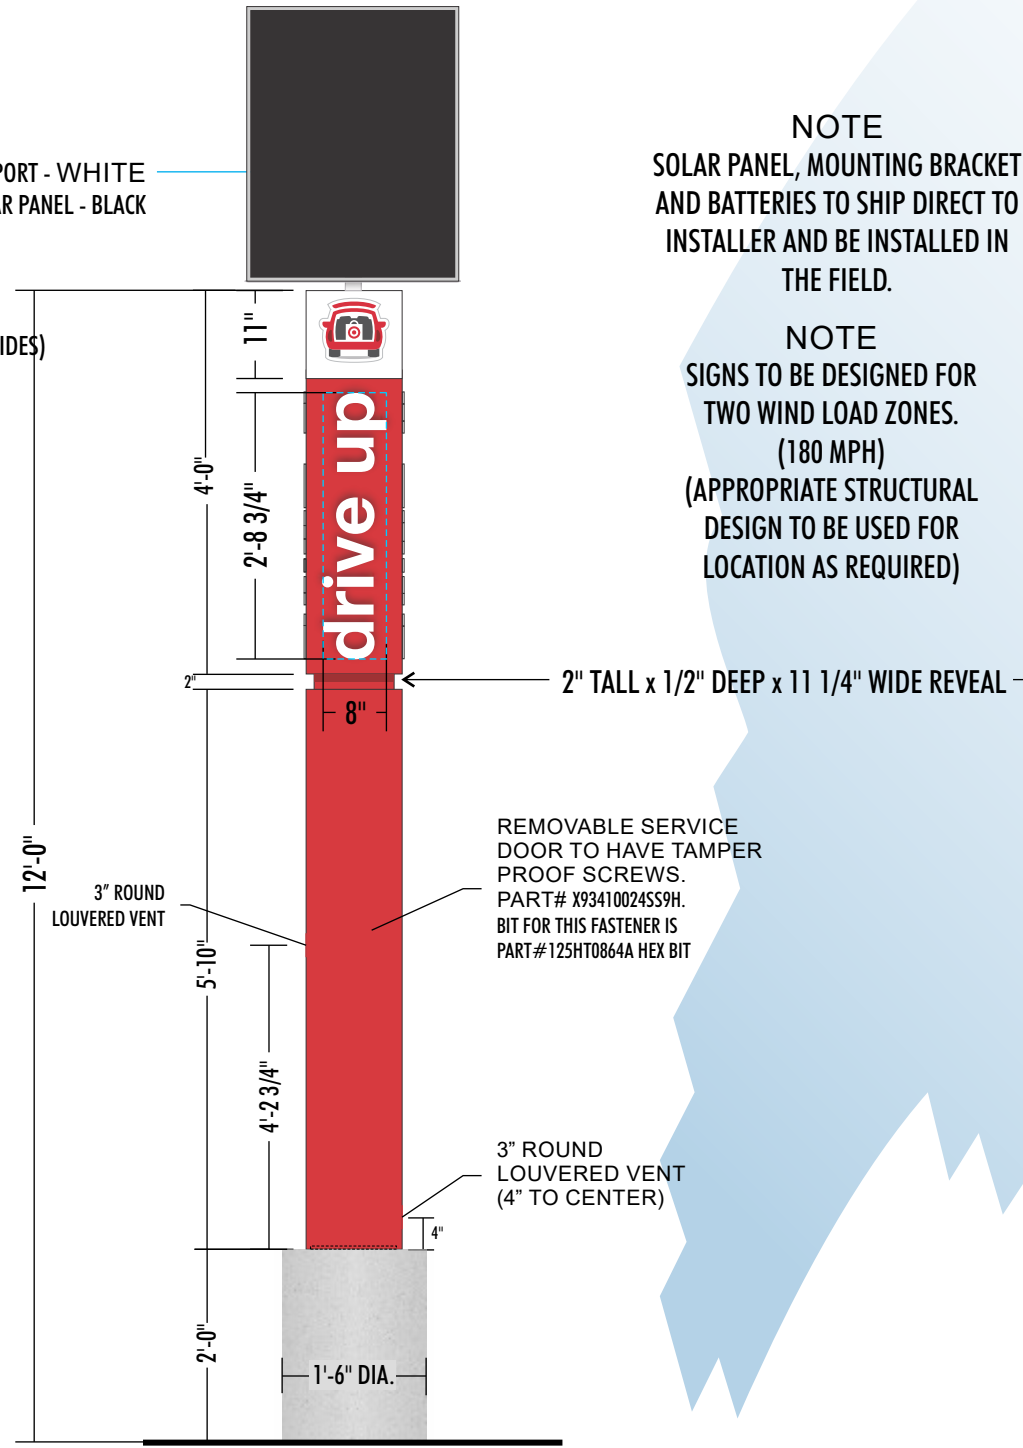 PORT - WHITE
AR PANEL - BLACK
IDES)
NOTE
SOLAR PANEL, MOUNTING BRACKET
AND BATTERIES TO SHIP DIRECT TO
INSTALLER AND BE INSTALLED IN
THE FIELD.
NOTE
SIGNS TO BE DESIGNED FOR
TWO WIND LOAD ZONES.
(180 MPH)
(APPROPRIATE STRUCTURAL
DESIGN TO BE USED FOR
LOCATION AS REQUIRED)
11"
4'-0"
2'-8 3/4"
drive up
2"
8"
2" TALL x 1/2" DEEP x 11 1/4" WIDE REVEAL
12'-0"
3” ROUND
LOUVERED VENT
REMOVABLE SERVICE
DOOR TO HAVE TAMPER
PROOF SCREWS.
PART# X93410024SS9H.
BIT FOR THIS FASTENER IS
PART#125HT0864A HEX BIT
5'-10"
4'-2 3/4"
3” ROUND
LOUVERED VENT
(4” TO CENTER)
4"
2'-0"
1'-6" DIA.